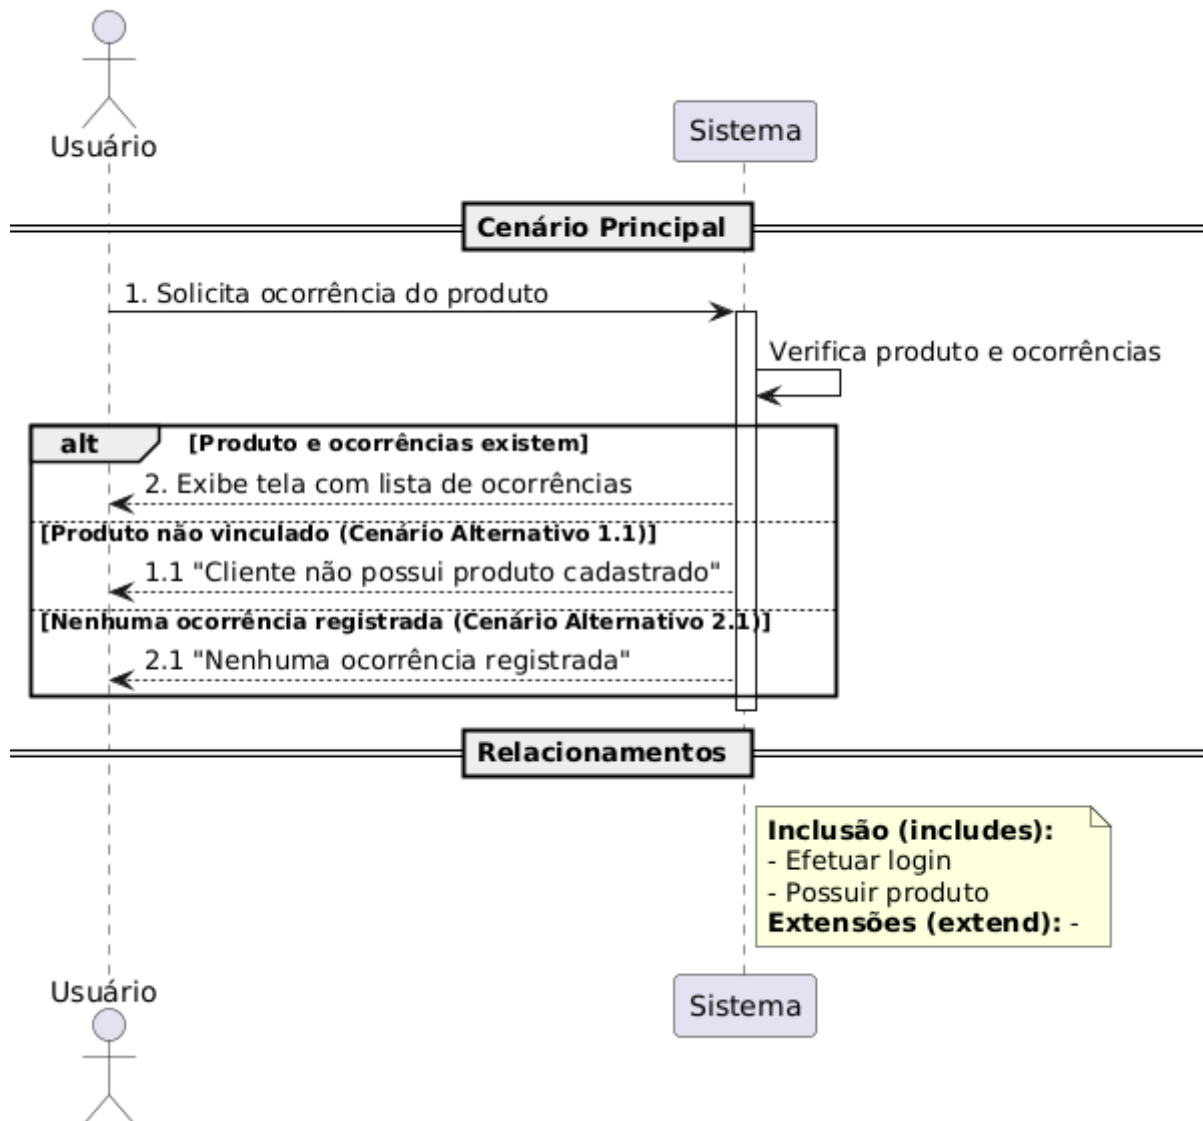 Usuário
Sistema
Cenário Principal
1. Solicita ocorrência do produto
Verifica produto e ocorrências
alt [Produto e ocorrências existem]
2. Exibe tela com lista de ocorrências
[Produto não vinculado (Cenário Alternativo 1.1)]
1.1 "Cliente não possui produto cadastrado"
[Nenhuma ocorrência registrada (Cenário Alternativo 2.1)]
2.1 "Nenhuma ocorrência registrada"
Relacionamentos
Inclusão (includes):
- Efetuar login
- Possuir produto
Extensões (extend): -
Usuário
Sistema